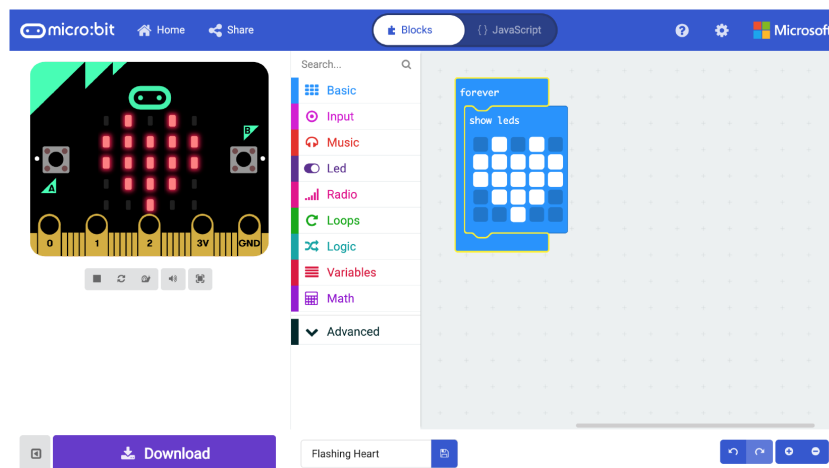 micro:bit Home Share Blocks {} JavaScript ? Microsoft
Search...
Basic
Input
Music
Led
Radio
Loops
Logic
Variables
Math
Advanced
forever
show leds
B
A
0 1 2 3V GND
Download
Flashing Heart